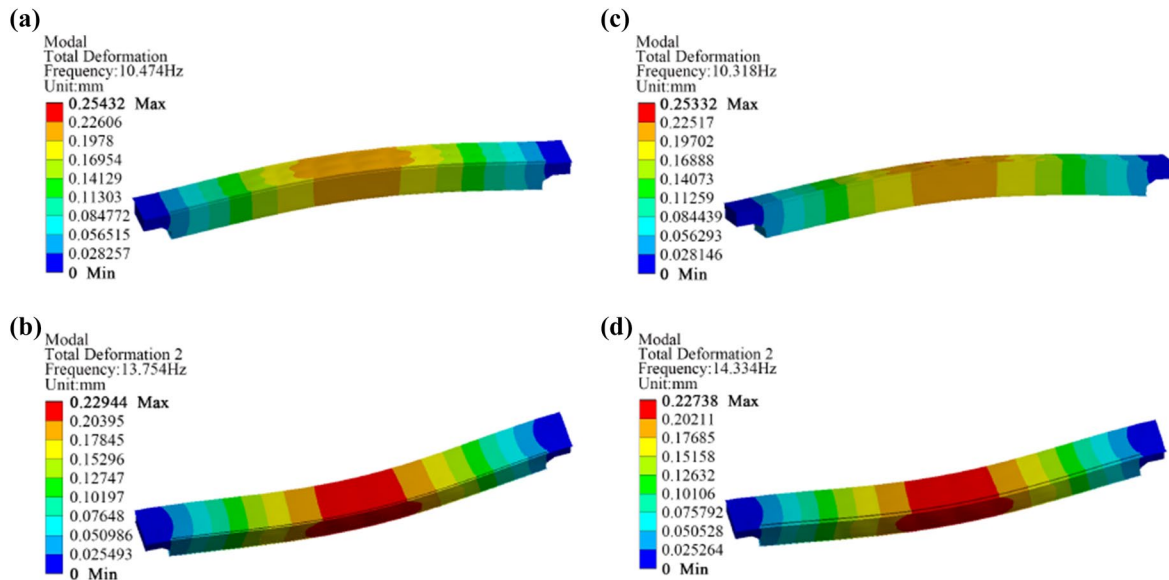 (a)
Modal
Total Deformation
Frequency:10.474Hz
Unit:mm
0.25432 Max
0.22606
0.1978
0.16954
0.14129
0.11303
0.084772
0.056515
0.028257
0 Min
(c)
Modal
Total Deformation
Frequency:10.318Hz
Unit:mm
0.25332 Max
0.22517
0.19702
0.16888
0.14073
0.11259
0.084439
0.056293
0.028146
0 Min
(b)
Modal
Total Deformation 2
Frequency:13.754Hz
Unit:mm
0.22944 Max
0.20395
0.17845
0.15296
0.12747
0.10197
0.07648
0.050986
0.025493
0 Min
(d)
Modal
Total Deformation 2
Frequency:14.334Hz
Unit:mm
0.22738 Max
0.20211
0.17685
0.15158
0.12632
0.10106
0.075792
0.050528
0.025264
0 Min